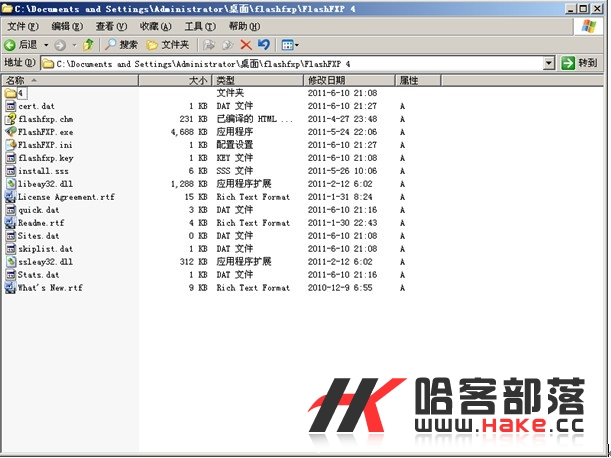 C:\Documents and Settings\Administrator\桌面\flashfxp\FlashFXP 4
文件(F) 编辑(E) 查看(V) 收藏(A) 工具(T) 帮助(H)
后退 搜索 文件夹
地址(D) C:\Documents and Settings\Administrator\桌面\flashfxp\FlashFXP 4 转到
名称 大小 类型 修改日期 属性
4 文件夹 2011-6-10 21:08
cert.dat 1 KB DAT 文件 2011-6-10 21:27 A
flashfxp.chm 231 KB 已编译的 HTML ... 2011-4-27 23:48 A
FlashFXP.exe 4,688 KB 应用程序 2011-5-24 22:06 A
FlashFXP.ini 1 KB 配置设置 2011-6-10 21:27 A
flashfxp.key 1 KB KEY 文件 2011-6-10 21:08 A
install.sss 6 KB SSS 文件 2011-5-26 10:06 A
libeay32.dll 1,288 KB 应用程序扩展 2011-2-12 6:02 A
License Agreement.rtf 15 KB Rich Text Format 2011-1-31 8:24 A
quick.dat 3 KB DAT 文件 2011-6-10 21:16 A
Readme.rtf 4 KB Rich Text Format 2011-1-30 22:43 A
Sites.dat 0 KB DAT 文件 2011-6-10 21:08 A
skiplist.dat 1 KB DAT 文件 2011-6-10 21:08 A
ssleay32.dll 312 KB 应用程序扩展 2011-2-12 6:02 A
Stats.dat 1 KB DAT 文件 2011-6-10 21:16 A
What's New.rtf 9 KB Rich Text Format 2010-12-9 6:55 A
哈客部落
www.HAKE.cc